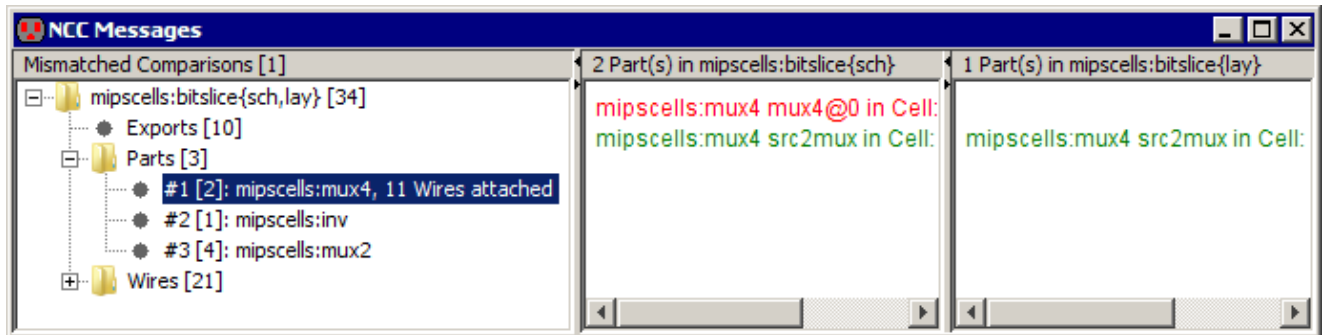 NCC Messages
Mismatched Comparisons [1]
2 Part(s) in mipscells:bitslice{sch}
1 Part(s) in mipscells:bitslice{lay}
mipscells:bitslice{sch,lay} [34]
Exports [10]
Parts [3]
#1 [2]: mipscells:mux4, 11 Wires attached
#2 [1]: mipscells:inv
#3 [4]: mipscells:mux2
Wires [21]
mipscells:mux4 mux4@0 in Cell:
mipscells:mux4 src2mux in Cell:
mipscells:mux4 src2mux in Cell: